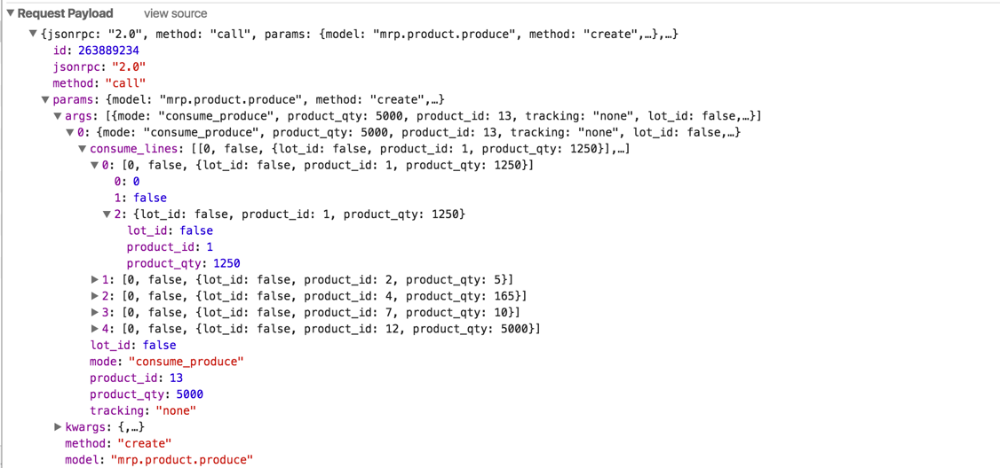 ▼ Request Payload view source
▼ {jsonrpc: "2.0", method: "call", params: {model: "mrp.product.produce", method: "create",…},…}
id: 263889234
jsonrpc: "2.0"
method: "call"
▼ params: {model: "mrp.product.produce", method: "create",…}
▼ args: [{mode: "consume_produce", product_qty: 5000, product_id: 13, tracking: "none", lot_id: false,…}]
▼ 0: {mode: "consume_produce", product_qty: 5000, product_id: 13, tracking: "none", lot_id: false,…}
▼ consume_lines: [[0, false, {lot_id: false, product_id: 1, product_qty: 1250}],…]
▼ 0: [0, false, {lot_id: false, product_id: 1, product_qty: 1250}]
0: 0
1: false
▼ 2: {lot_id: false, product_id: 1, product_qty: 1250}
lot_id: false
product_id: 1
product_qty: 1250
▶ 1: [0, false, {lot_id: false, product_id: 2, product_qty: 5}]
▶ 2: [0, false, {lot_id: false, product_id: 4, product_qty: 165}]
▶ 3: [0, false, {lot_id: false, product_id: 7, product_qty: 10}]
▶ 4: [0, false, {lot_id: false, product_id: 12, product_qty: 5000}]
lot_id: false
mode: "consume_produce"
product_id: 13
product_qty: 5000
tracking: "none"
▶ kwargs: {,…}
method: "create"
model: "mrp.product.produce"